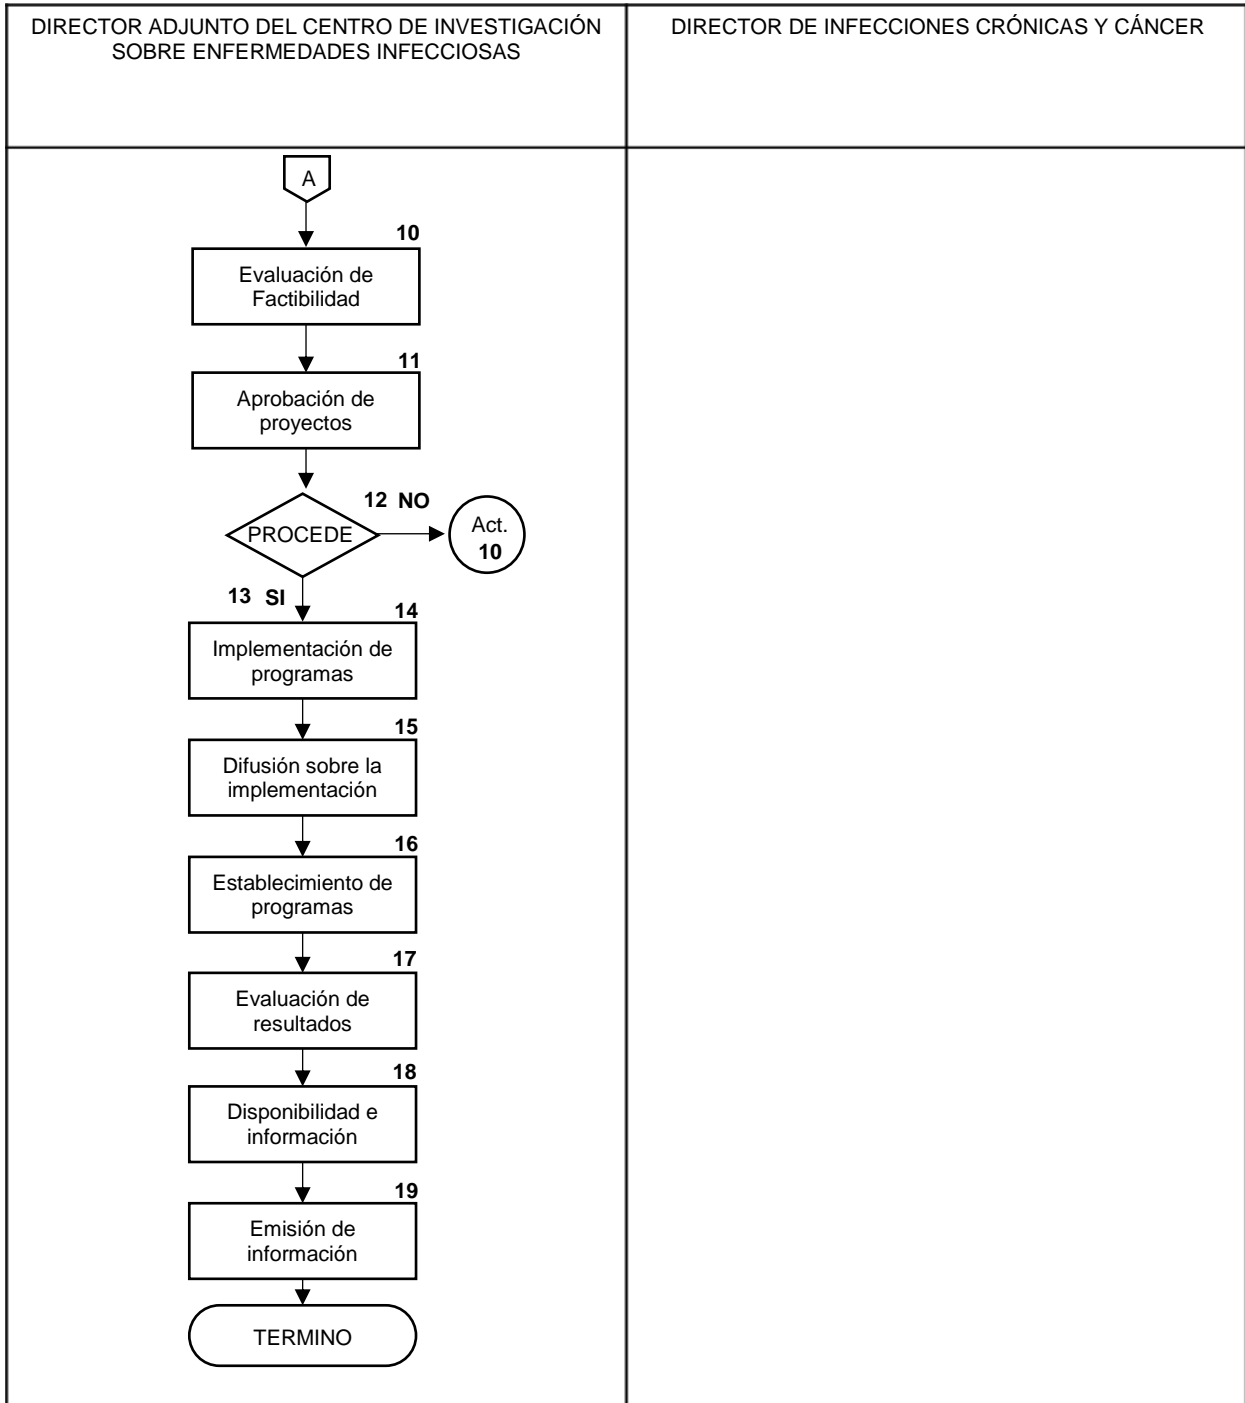 DIRECTOR ADJUNTO DEL CENTRO DE INVESTIGACIÓN
SOBRE ENFERMEDADES INFECCIOSAS
DIRECTOR DE INFECCIONES CRÓNICAS Y CÁNCER
A
10
Evaluación de
Factibilidad
11
Aprobación de
proyectos
12 NO
PROCEDE
Act.
10
13 SI
14
Implementación de
programas
15
Difusión sobre la
implementación
16
Establecimiento de
programas
17
Evaluación de
resultados
18
Disponibilidad e
información
19
Emisión de
información
TERMINO